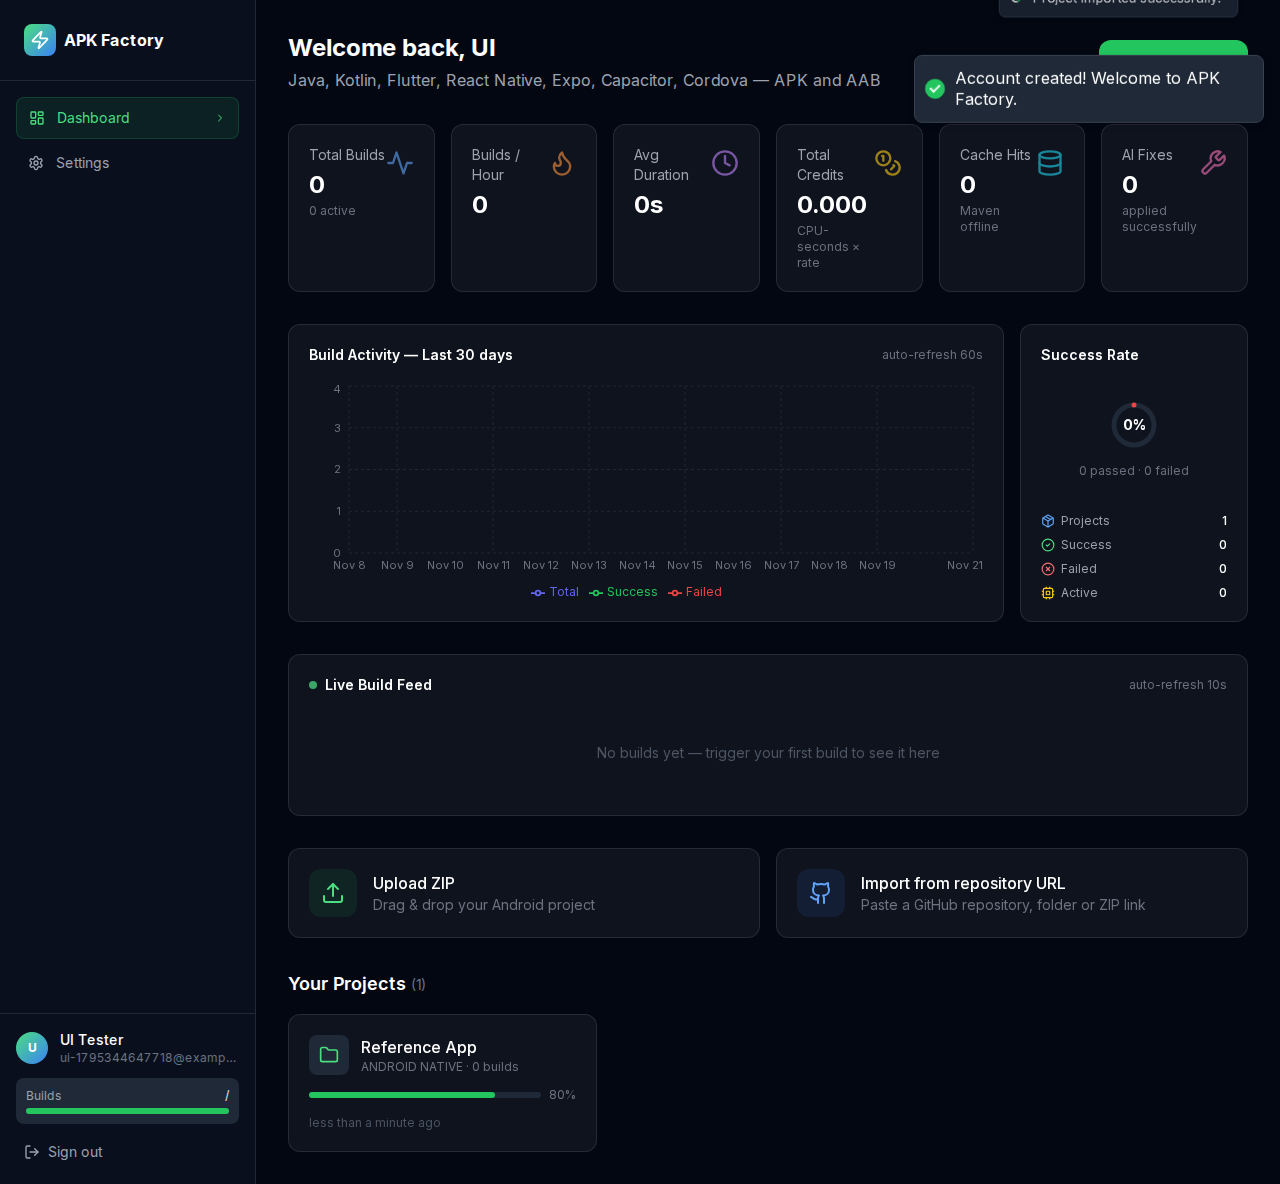 APK Factory
Dashboard
Settings
Project imported successfully!
Welcome back, UI
Java, Kotlin, Flutter, React Native, Expo, Capacitor, Cordova — APK and AAB
Account created! Welcome to APK
Factory.
Total Builds
0
0 active
Builds /
Hour
0
Avg
Duration
0s
Total
Credits
0.000
CPU-
seconds ×
rate
Cache Hits
0
Maven
offline
AI Fixes
0
applied
successfully
Build Activity — Last 30 days
auto-refresh 60s
4
3
2
1
0
Nov 8 Nov 9 Nov 10 Nov 11 Nov 12 Nov 13 Nov 14 Nov 15 Nov 16 Nov 17 Nov 18 Nov 19 Nov 21
Total Success Failed
Success Rate
0%
0 passed · 0 failed
Projects 1
Success 0
Failed 0
Active 0
Live Build Feed
auto-refresh 10s
No builds yet — trigger your first build to see it here
Upload ZIP
Drag & drop your Android project
Import from repository URL
Paste a GitHub repository, folder or ZIP link
Your Projects (1)
Reference App
ANDROID NATIVE · 0 builds
80%
less than a minute ago
U
UI Tester
ui-1795344647718@examp...
Builds /
Sign out